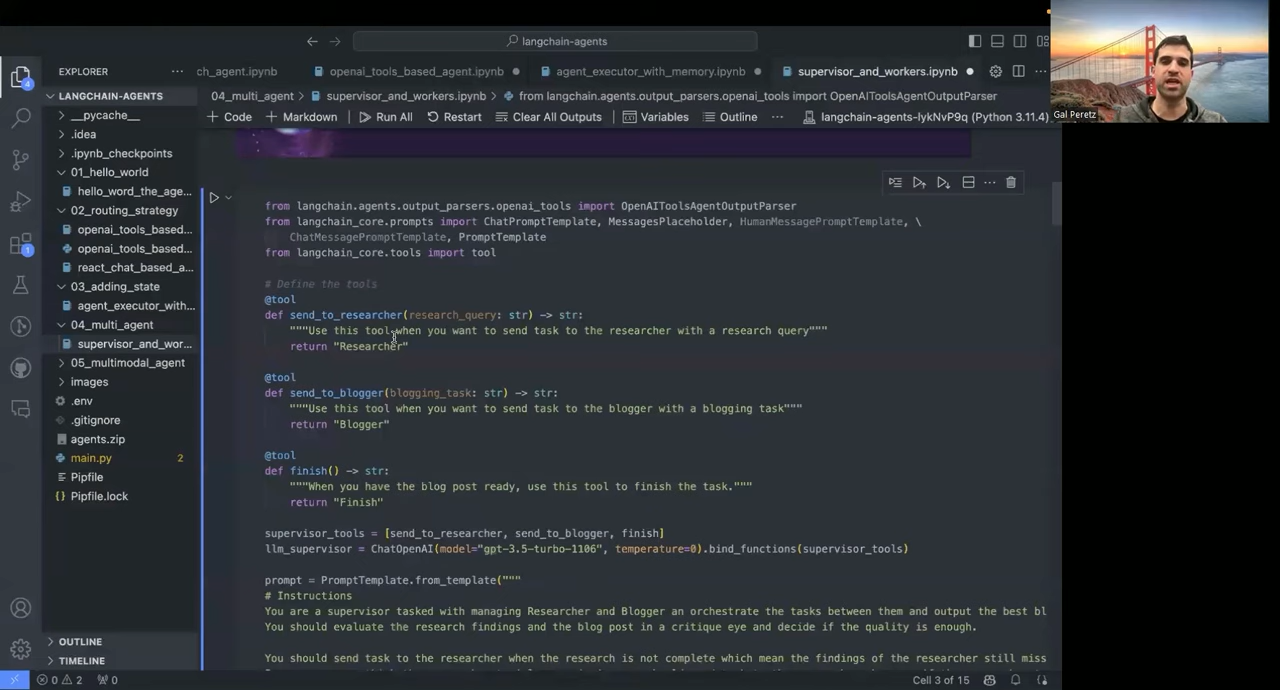 langchain-agents
EXPLORER
ch_agent.ipynb
openai_tools_based_agent.ipynb
agent_executor_with_memory.ipynb
supervisor_and_workers.ipynb
LANGCHAIN-AGENTS
04_multi_agent > supervisor_and_workers.ipynb > from langchain.agents.output_parsers.openai_tools import OpenAIToolsAgentOutputParser
+ Code + Markdown Run All Restart Clear All Outputs Variables Outline ... langchain-agents-lykNvP9q (Python 3.11.4)
Gal Peretz
4
1
__pycache__
.idea
.ipynb_checkpoints
01_hello_world
hello_word_the_age...
02_routing_strategy
openai_tools_based...
openai_tools_based...
react_chat_based_a...
03_adding_state
agent_executor_with...
04_multi_agent
supervisor_and_wor...
05_multimodal_agent
images
.env
.gitignore
agents.zip
main.py 2
Pipfile
Pipfile.lock
OUTLINE
TIMELINE
from langchain.agents.output_parsers.openai_tools import OpenAIToolsAgentOutputParser
from langchain_core.prompts import ChatPromptTemplate, MessagesPlaceholder, HumanMessagePromptTemplate, \
ChatMessagePromptTemplate, PromptTemplate
from langchain_core.tools import tool
# Define the tools
@tool
def send_to_researcher(research_query: str) -> str:
"""Use this tool when you want to send task to the researcher with a research query"""
return "Researcher"
@tool
def send_to_blogger(blogging_task: str) -> str:
"""Use this tool when you want to send task to the blogger with a blogging task"""
return "Blogger"
@tool
def finish() -> str:
"""When you have the blog post ready, use this tool to finish the task."""
return "Finish"
supervisor_tools = [send_to_researcher, send_to_blogger, finish]
llm_supervisor = ChatOpenAI(model="gpt-3.5-turbo-1106", temperature=0).bind_functions(supervisor_tools)
prompt = PromptTemplate.from_template("""
# Instructions
You are a supervisor tasked with managing Researcher and Blogger an orchestrate the tasks between them and output the best bl
You should evaluate the research findings and the blog post in a critique eye and decide if the quality is enough.
You should send task to the researcher when the research is not complete which mean the findings of the researcher still miss
0 2 0
Cell 3 of 15